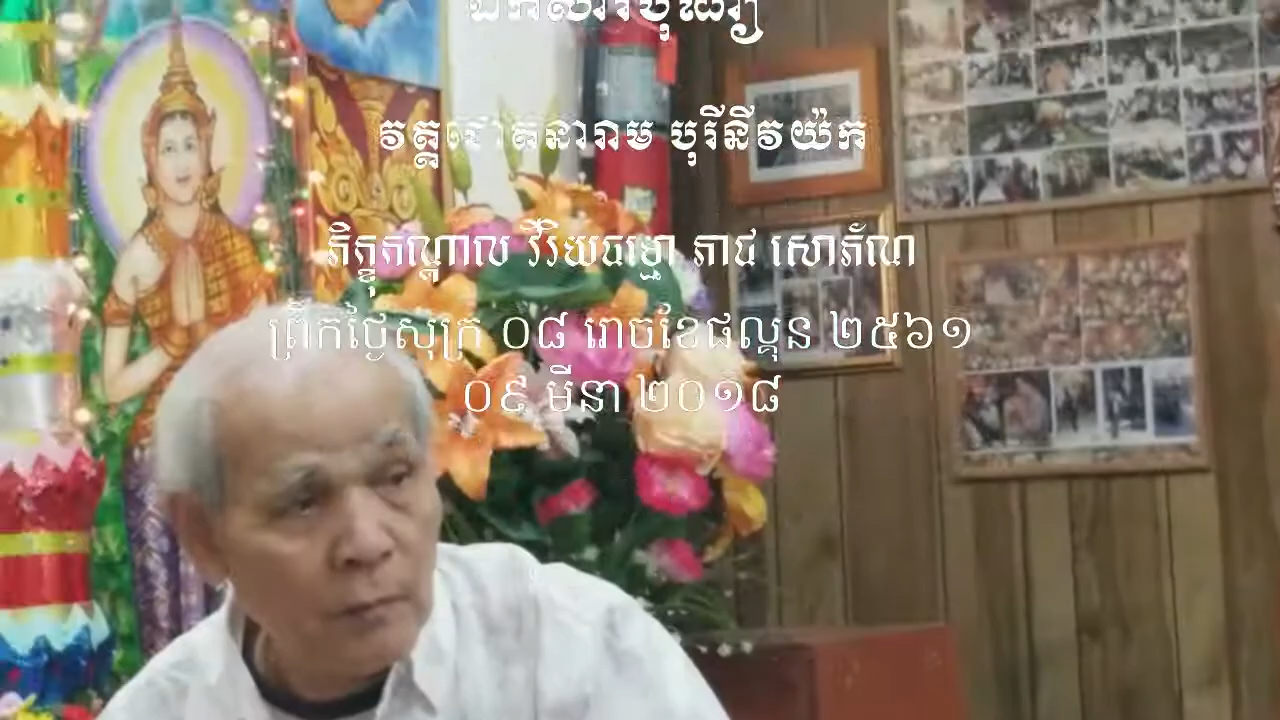 វត្តជោតនារាម បុរីនីវយ៉ក
ភិក្ខុកណ្ដាល វីរិយធម្មោ ភាជ សោភ័ណ
ព្រឹកថ្ងៃសុក្រ ០៨ រោចខែផល្គុន ២៥៦១
០៩ មីនា ២០១៨